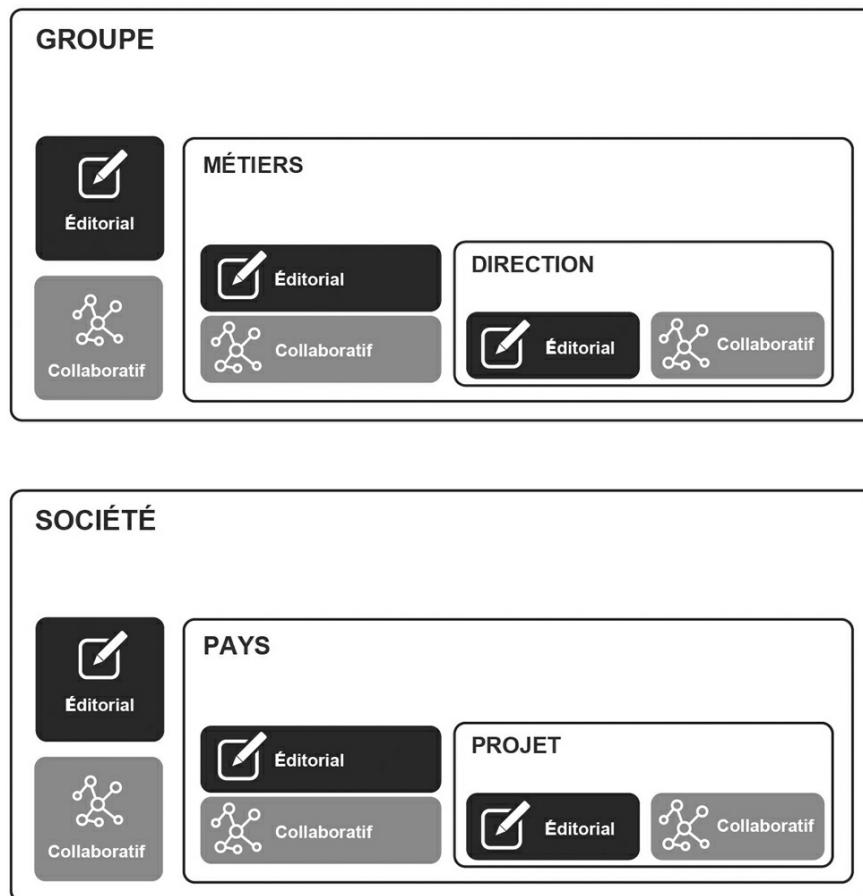 GROUPE
Éditorial
Collaboratif
MÉTIERS
Éditorial
Collaboratif
DIRECTION
Éditorial
Collaboratif
SOCIÉTÉ
Éditorial
Collaboratif
PAYS
Éditorial
Collaboratif
PROJET
Éditorial
Collaboratif